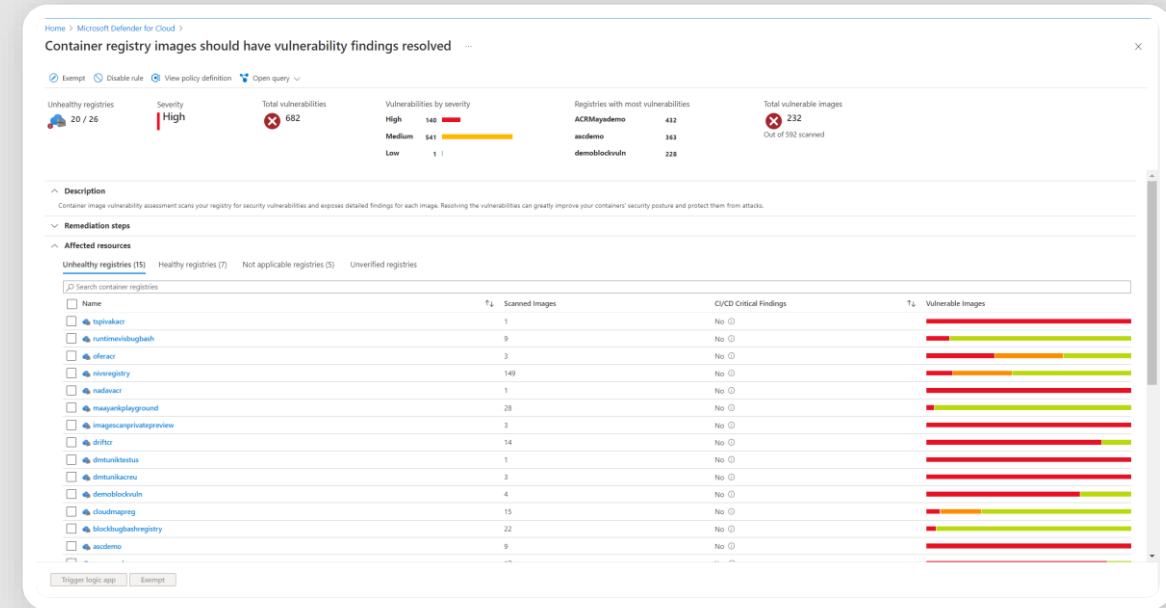 Home > Microsoft Defender for Cloud >
Container registry images should have vulnerability findings resolved ...
Exempt Disable rule View policy definition Open query
Unhealthy registries Severity Total vulnerabilities Vulnerabilities by severity Registries with most vulnerabilities Total vulnerable images
20 / 26 High 682 High 140 ACRMayademo 432 232
Out of 592 scanned
Medium 541 ascdemo 363
Low 1 demoblockvuln 228
Description
Container image vulnerability assessment scans your registry for security vulnerabilities and exposes detailed findings for each image. Resolving the vulnerabilities can greatly improve your containers' security posture and protect them from attacks.
Remediation steps
Affected resources
Unhealthy registries (15) Healthy registries (7) Not applicable registries (5) Unverified registries
Search container registries
Name Scanned Images CI/CD Critical Findings Vulnerable Images
tspivakacr 1 No
runtimevisbugbash 9 No
oferacr 3 No
nivsregistry 149 No
nadavacr 1 No
maayankplayground 28 No
imagescanprivatepreview 3 No
driftcr 14 No
dmtuniktestus 1 No
dmtunikacreu 3 No
demoblockvuln 4 No
cloudmapreg 15 No
blockbugbashregistry 22 No
ascdemo 9 No
Trigger logic app Exempt